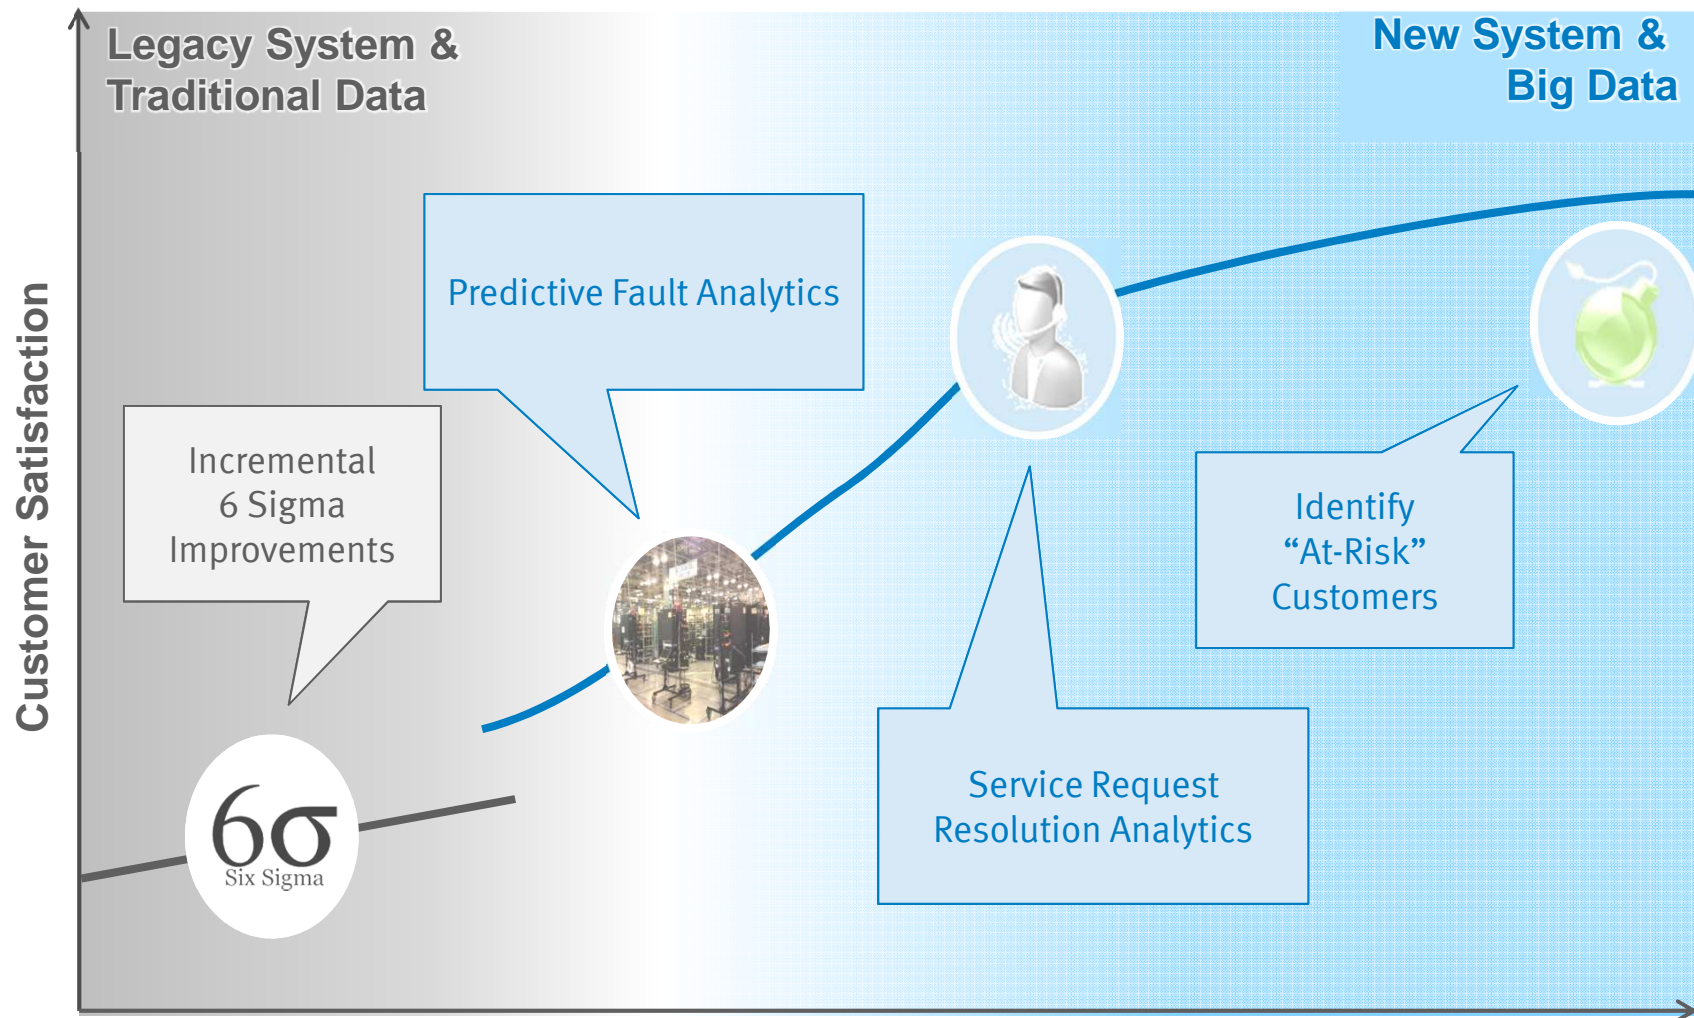 Legacy System &
Traditional Data
New System &
Big Data
Customer Satisfaction
Predictive Fault Analytics
Incremental
6 Sigma
Improvements
Identify
“At-Risk”
Customers
Service Request
Resolution Analytics
6σ
Six Sigma